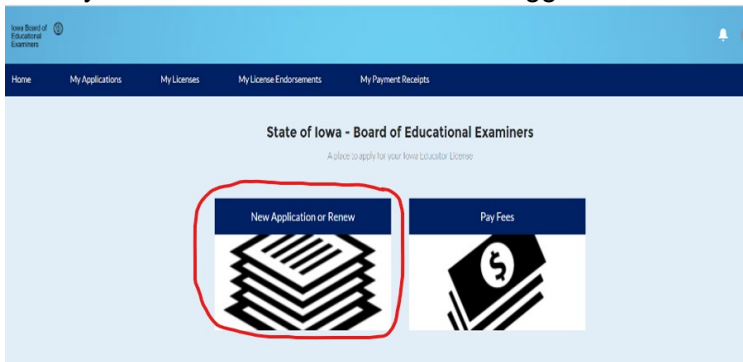 Iowa Board of
Educational
Examiners
Home My Applications My Licenses My License Endorsements My Payment Receipts
State of Iowa - Board of Educational Examiners
A place to apply for your Iowa Educator License
New Application or Renew Pay Fees
$